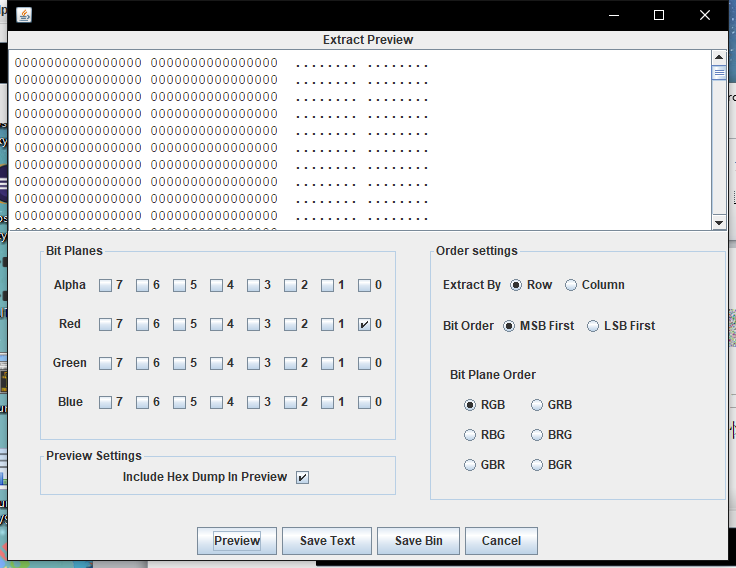 Extract Preview
0000000000000000 0000000000000000 ........ ........
0000000000000000 0000000000000000 ........ ........
0000000000000000 0000000000000000 ........ ........
0000000000000000 0000000000000000 ........ ........
0000000000000000 0000000000000000 ........ ........
0000000000000000 0000000000000000 ........ ........
0000000000000000 0000000000000000 ........ ........
0000000000000000 0000000000000000 ........ ........
0000000000000000 0000000000000000 ........ ........
0000000000000000 0000000000000000 ........ ........
Bit Planes
Alpha 7 6 5 4 3 2 1 0
Red 7 6 5 4 3 2 1 0
Green 7 6 5 4 3 2 1 0
Blue 7 6 5 4 3 2 1 0
Preview Settings
Include Hex Dump In Preview
Order settings
Extract By Row Column
Bit Order MSB First LSB First
Bit Plane Order
RGB GRB
RBG BRG
GBR BGR
Preview Save Text Save Bin Cancel